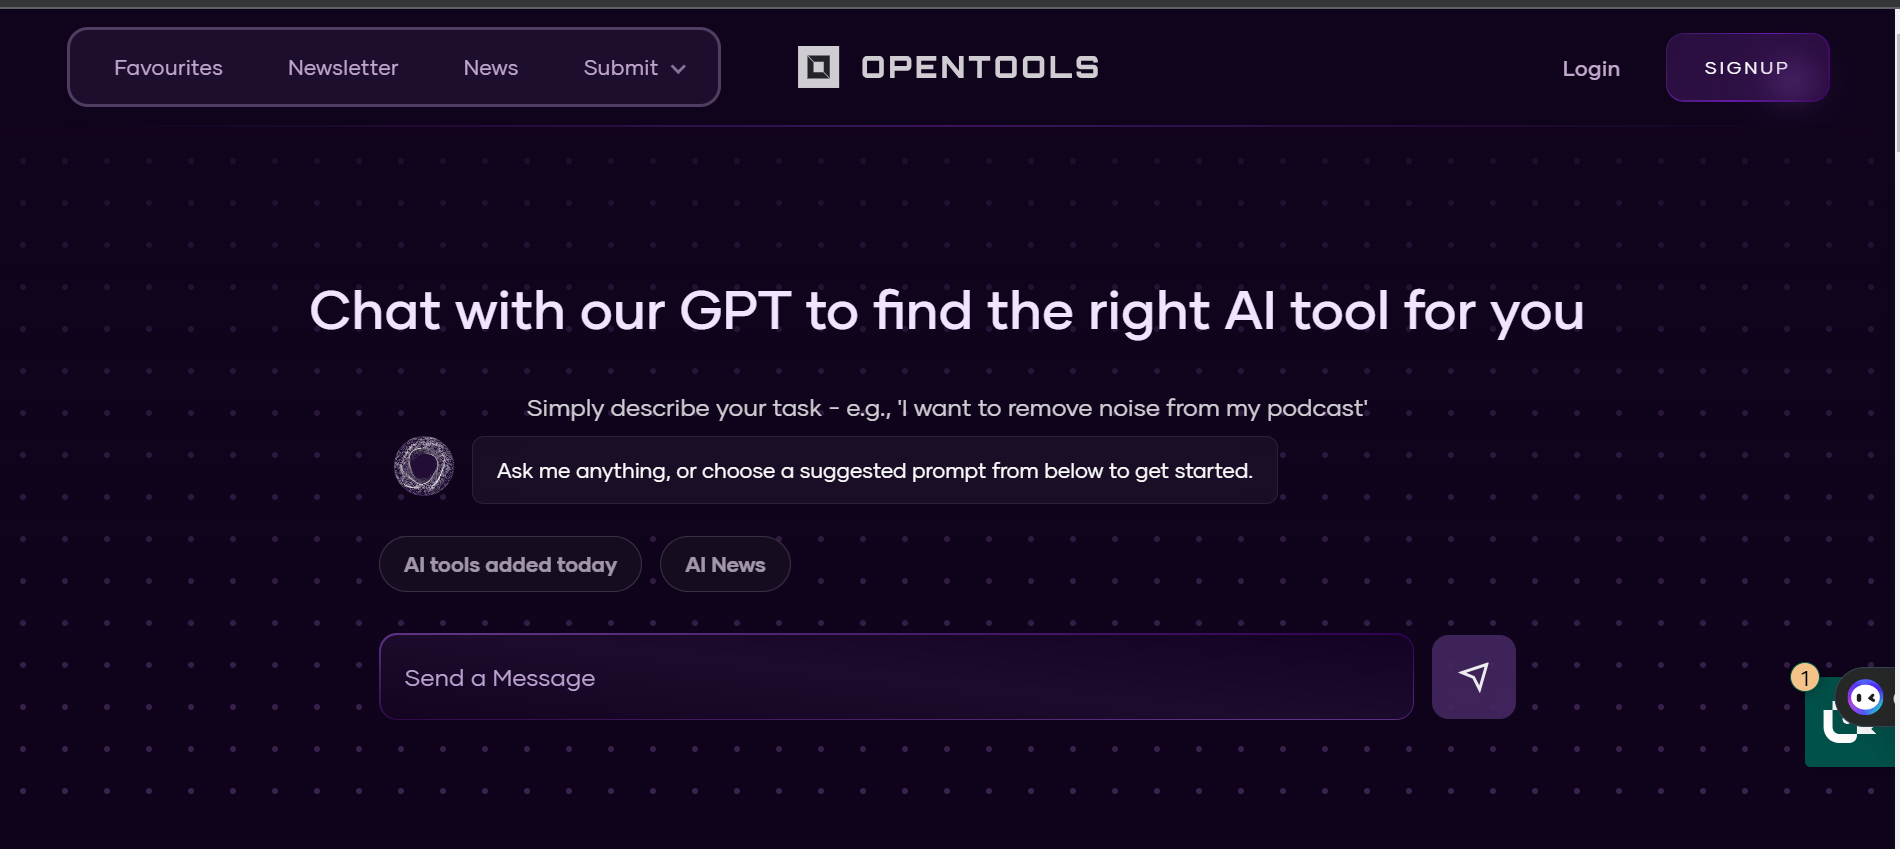 Favourites
Newsletter
News
Submit
OPENTOOLS
Login
SIGNUP
Chat with our GPT to find the right AI tool for you
Simply describe your task - e.g., 'I want to remove noise from my podcast'
Ask me anything, or choose a suggested prompt from below to get started.
AI tools added today
AI News
Send a Message
1